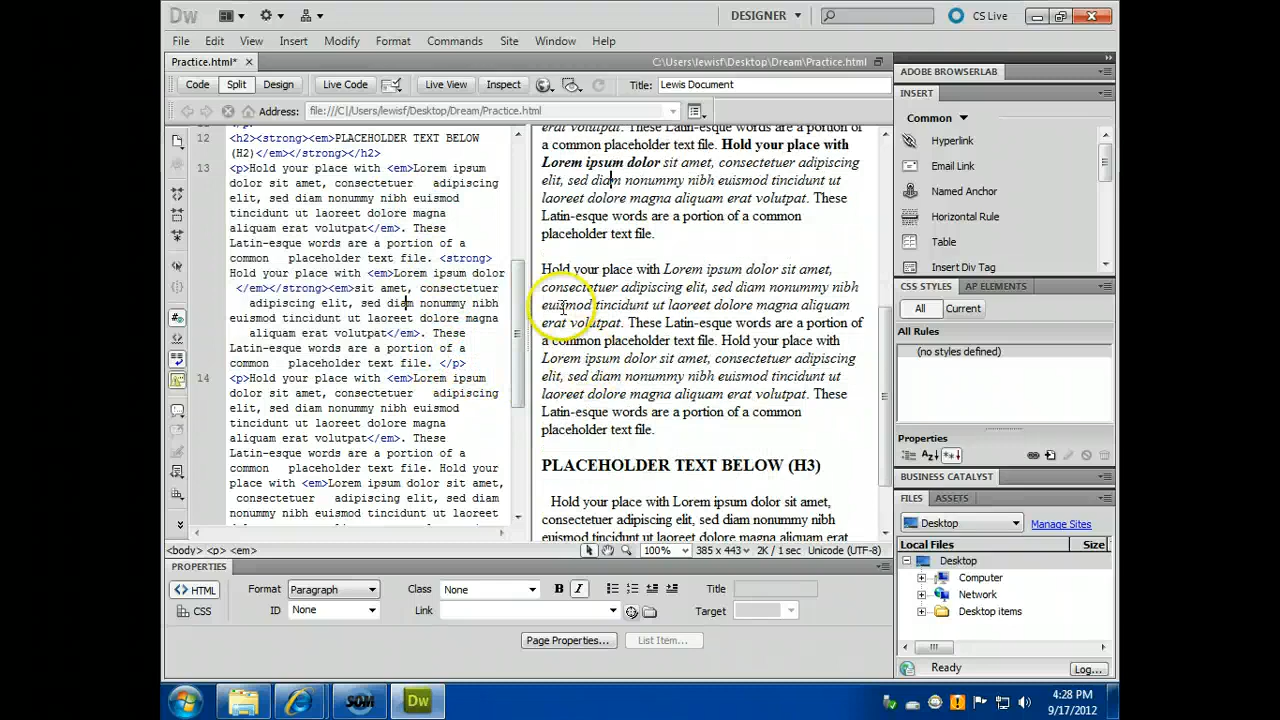 Dw
DESIGNER
CS Live
File Edit View Insert Modify Format Commands Site Window Help
Practice.html*
C:\Users\lewisf\Desktop\Dream\Practice.html
Code Split Design Live Code Live View Inspect Title: Lewis Document
Address: file:///C|/Users/lewisf/Desktop/Dream/Practice.html
12 <h2><strong><em>PLACEHOLDER TEXT BELOW
(H2)</em></strong></h2>
13 <p>Hold your place with <em>Lorem ipsum
dolor sit amet, consectetuer adipiscing
elit, sed diam nonummy nibh euismod
tincidunt ut laoreet dolore magna
aliquam erat volutpat</em>. These
Latin-esque words are a portion of a
common placeholder text file. <strong>
Hold your place with <em>Lorem ipsum dolor
</em></strong><em>sit amet, consectetuer
adipiscing elit, sed diam nonummy nibh
euismod tincidunt ut laoreet dolore magna
aliquam erat volutpat</em>. These
Latin-esque words are a portion of a
common placeholder text file. </p>
14 <p>Hold your place with <em>Lorem ipsum
dolor sit amet, consectetuer adipiscing
elit, sed diam nonummy nibh euismod
tincidunt ut laoreet dolore magna
aliquam erat volutpat</em>. These
Latin-esque words are a portion of a
common placeholder text file. Hold your
place with <em>Lorem ipsum dolor sit amet,
consectetuer adipiscing elit, sed diam
nonummy nibh euismod tincidunt ut laoreet
erat volutpat. These Latin-esque words are a portion of
a common placeholder text file. Hold your place with
Lorem ipsum dolor sit amet, consectetuer adipiscing
elit, sed diam nonummy nibh euismod tincidunt ut
laoreet dolore magna aliquam erat volutpat. These
Latin-esque words are a portion of a common
placeholder text file.
Hold your place with Lorem ipsum dolor sit amet,
consectetuer adipiscing elit, sed diam nonummy nibh
euismod tincidunt ut laoreet dolore magna aliquam
erat volutpat. These Latin-esque words are a portion of
a common placeholder text file. Hold your place with
Lorem ipsum dolor sit amet, consectetuer adipiscing
elit, sed diam nonummy nibh euismod tincidunt ut
laoreet dolore magna aliquam erat volutpat. These
Latin-esque words are a portion of a common
placeholder text file.
PLACEHOLDER TEXT BELOW (H3)
Hold your place with Lorem ipsum dolor sit amet,
consectetuer adipiscing elit, sed diam nonummy nibh
euismod tincidunt ut laoreet dolore magna aliquam erat
ADOBE BROWSERLAB
INSERT
Common
Hyperlink
Email Link
Named Anchor
Horizontal Rule
Table
Insert Div Tag
CSS STYLES AP ELEMENTS
All Current
All Rules
(no styles defined)
Properties
BUSINESS CATALYST
FILES ASSETS
Desktop Manage Sites
Local Files Size
Desktop
Computer
Network
Desktop items
Ready Log...
<body> <p> <em> 100% 385 x 443 2K / 1 sec Unicode (UTF-8)
PROPERTIES
HTML Format Paragraph Class None B I Title
CSS ID None Link Target
Page Properties... List Item...
SDM Dw
4:28 PM
9/17/2012